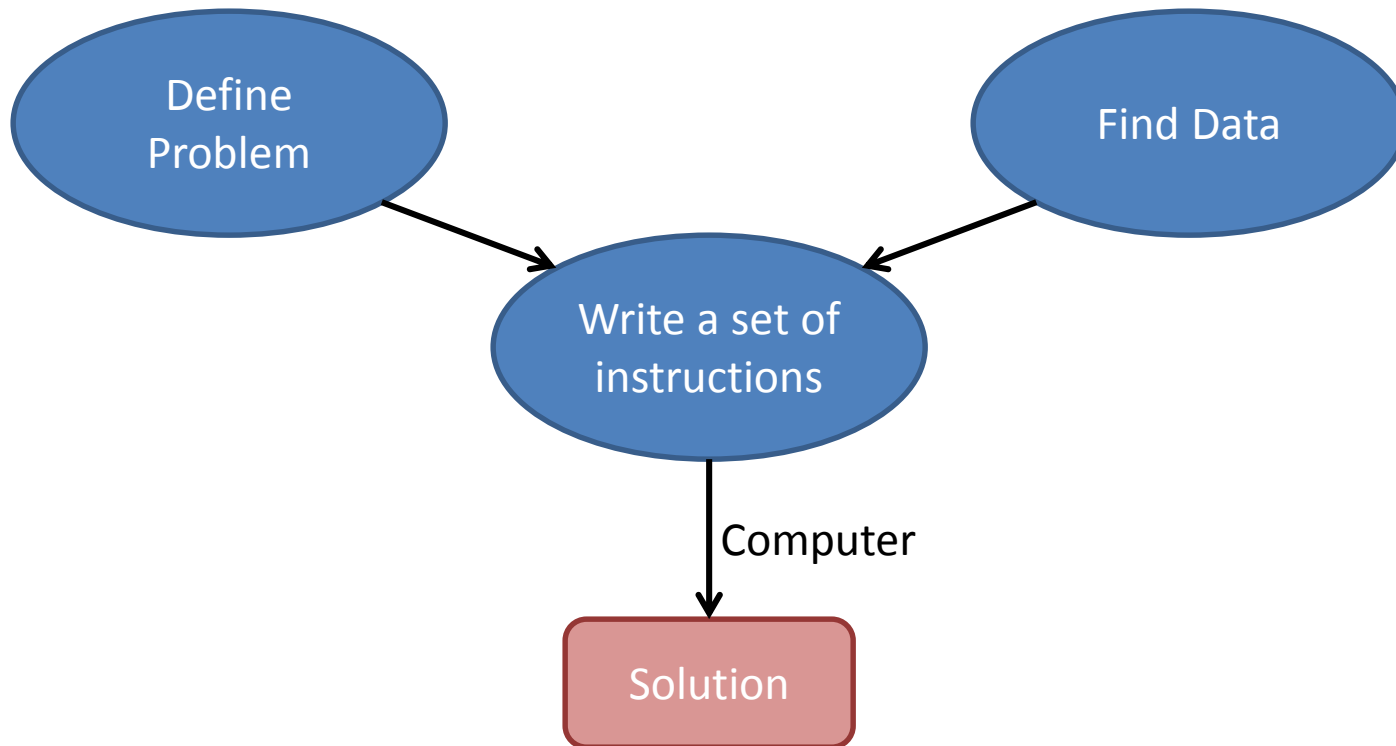 Define
Problem
Find Data
Write a set of
instructions
Computer
Solution